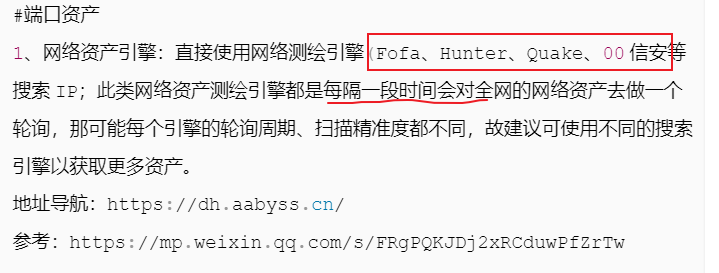 #端口资产
1、网络资产引擎：直接使用网络测绘引擎(Fofa、Hunter、Quake、00信安等
搜索IP；此类网络资产测绘引擎都是每隔一段时间会对全网的网络资产去做一个
轮询，那可能每个引擎的轮询周期、扫描精准度都不同，故建议可使用不同的搜索
引擎以获取更多资产。
地址导航：https://dh.aabyss.cn/
参考：https://mp.weixin.qq.com/s/FRgPQKJDj2xRCduwPfZrTw